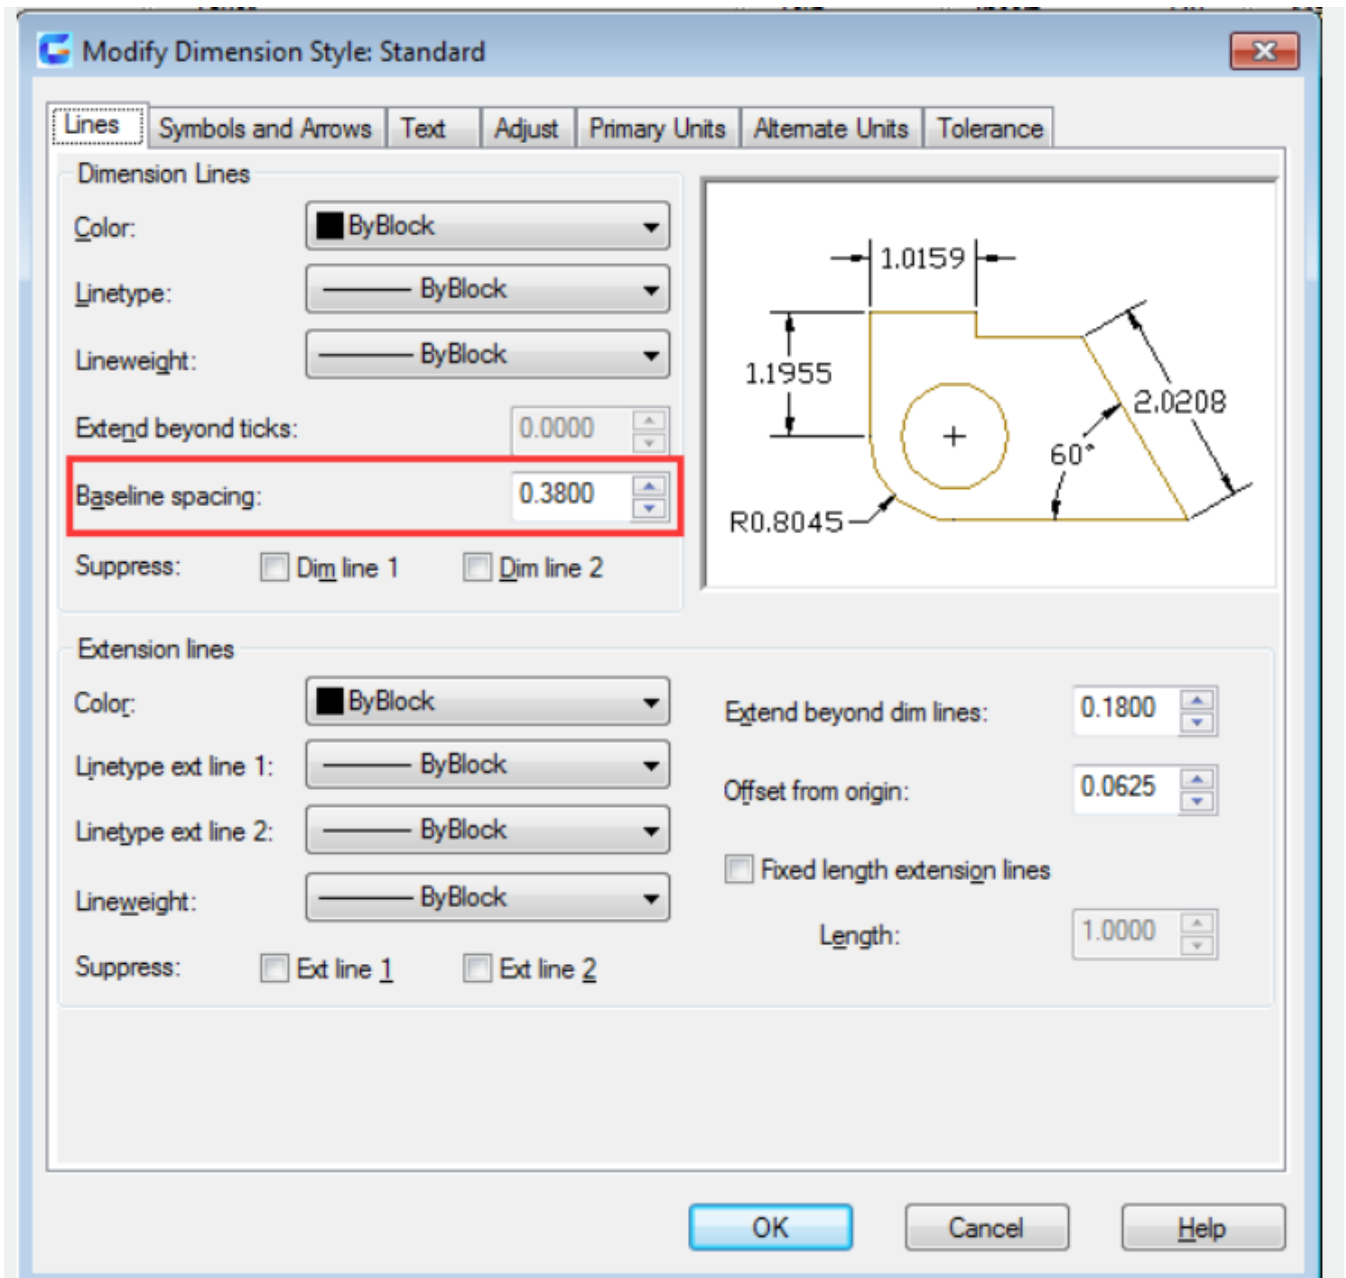 Modify Dimension Style: Standard
Lines Symbols and Arrows Text Adjust Primary Units Alternate Units Tolerance
Dimension Lines
Color: ByBlock
Linetype: ByBlock
Lineweight: ByBlock
Extend beyond ticks: 0.0000
Baseline spacing: 0.3800
Suppress: Dim line 1 Dim line 2
1.0159
1.1955
2.0208
60°
R0.8045
Extension lines
Color: ByBlock
Linetype ext line 1: ByBlock
Linetype ext line 2: ByBlock
Lineweight: ByBlock
Suppress: Ext line 1 Ext line 2
Extend beyond dim lines: 0.1800
Offset from origin: 0.0625
Fixed length extension lines
Length: 1.0000
OK Cancel Help